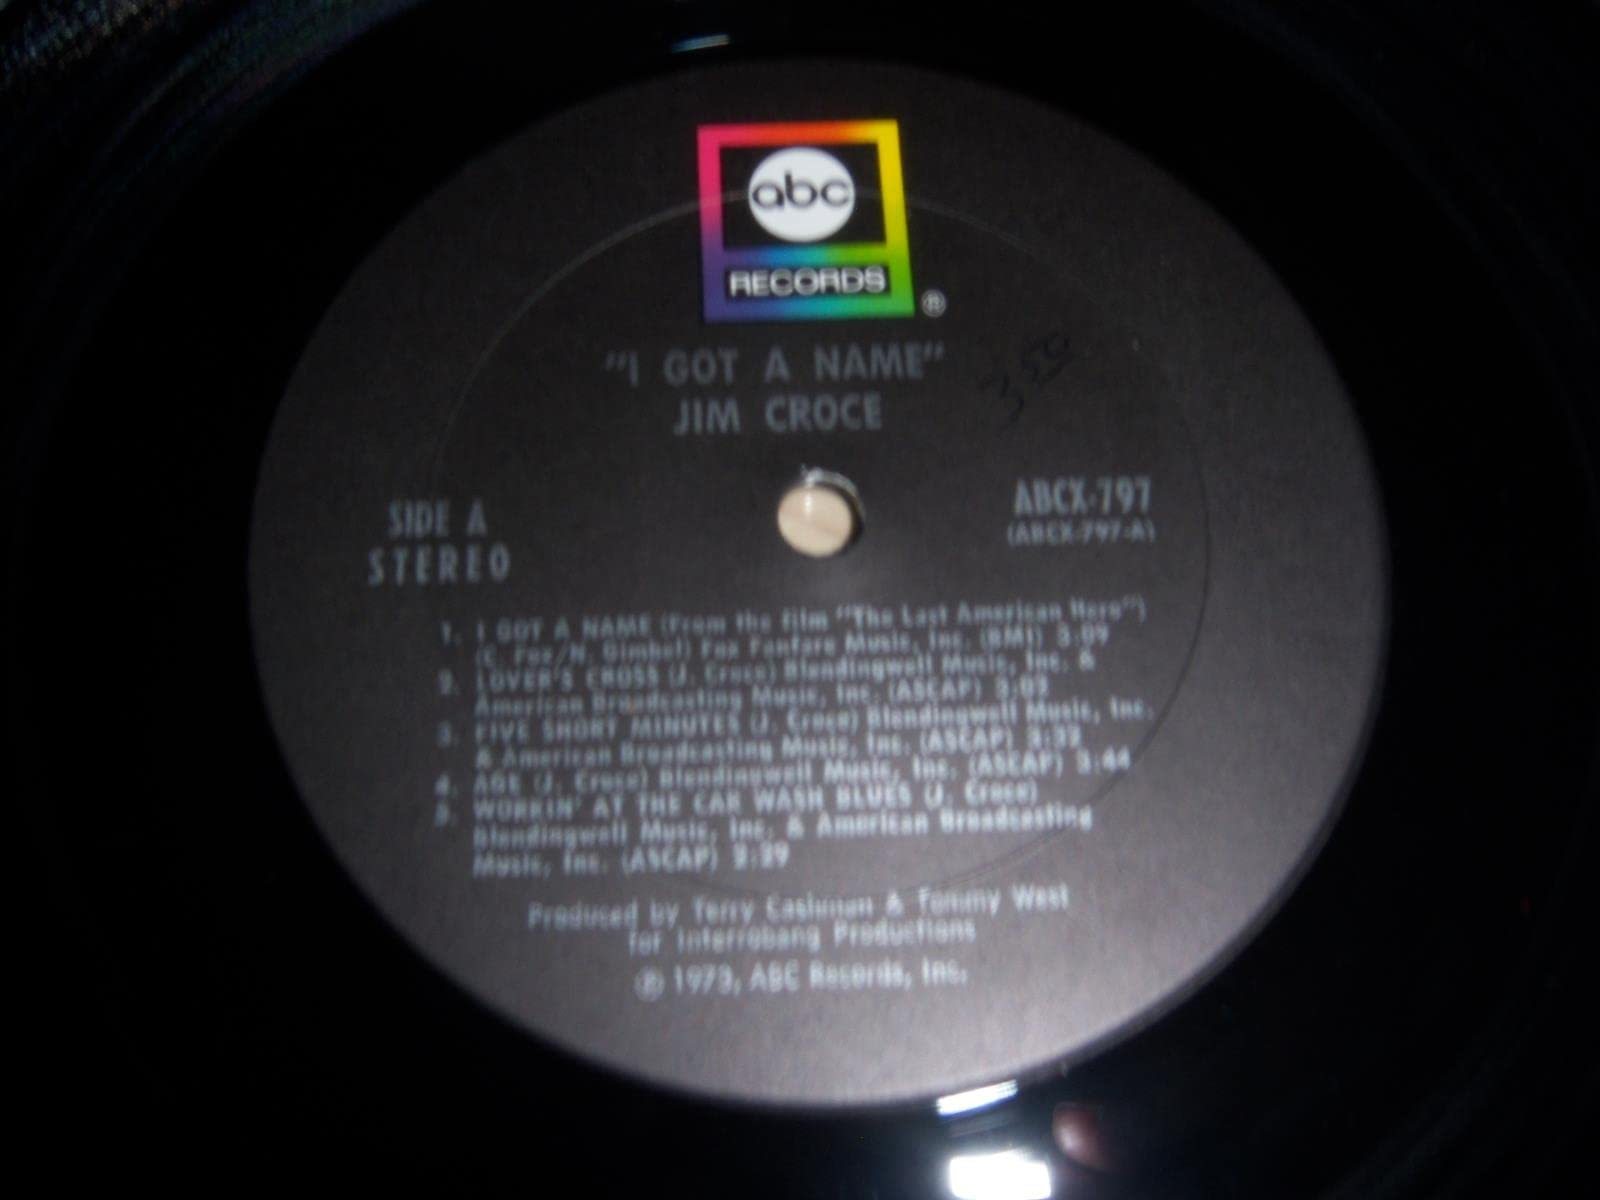 abc
RECORDS
®
"I GOT A NAME"
JIM CROCE
SIDE A
STEREO
ABCX-797
(ABCX-797-A)
1. I GOT A NAME (From the film "The Last American Hero")
(C. Fox/N. Gimbel) Fox Fanfare Music, Inc. (BMI) 3:09
2. LOVER'S CROSS (J. Croce) Blendingwell Music, Inc. &
American Broadcasting Music, Inc. (ASCAP) 3:02
3. FIVE SHORT MINUTES (J. Croce) Blendingwell Music, Inc.
& American Broadcasting Music, Inc. (ASCAP)
4. AGE (J. Croce) Blendingwell Music, Inc. (ASCAP) 3:44
5. WORKIN' AT THE CAR WASH BLUES (J. Croce)
Blendingwell Music, Inc. & American Broadcasting
Music, Inc. (ASCAP) 2:29
Produced by Terry Cashman & Tommy West
for Interrobang Productions
℗ 1973, ABC Records, Inc.